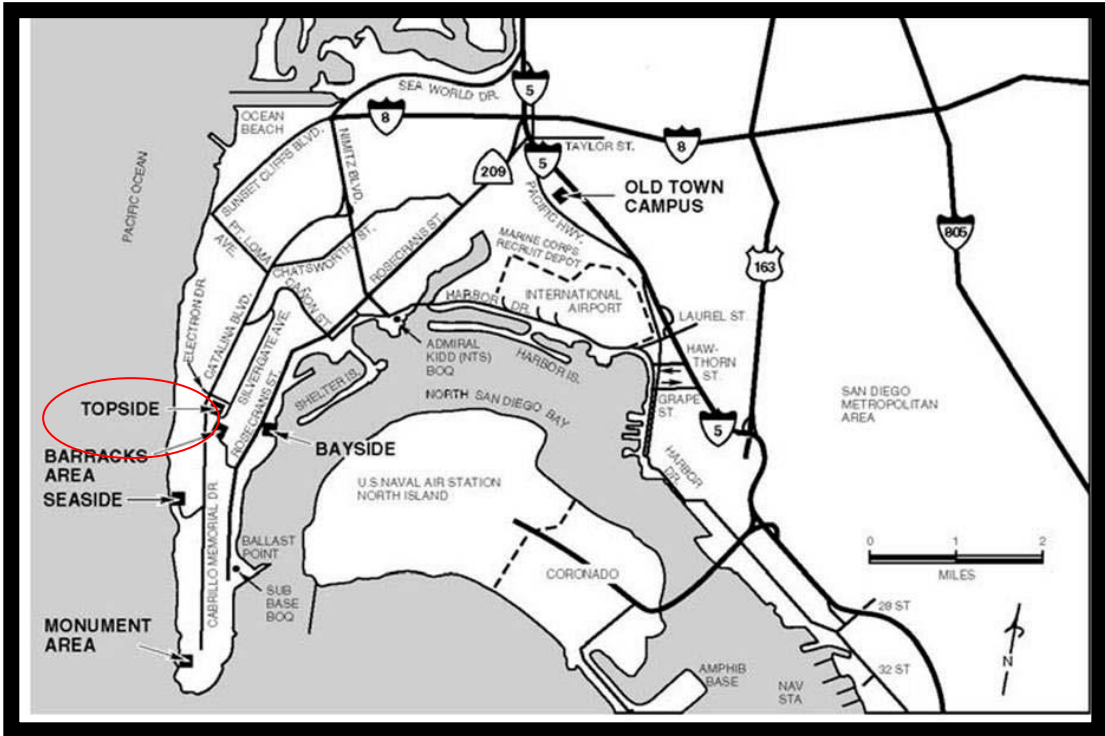 SEA WORLD DR.
5
OCEAN
BEACH
8
NIMITZ BLVD.
SUNSET CLIFFS BLVD.
TAYLOR ST.
5
8
209
OLD TOWN
CAMPUS
PACIFIC HWY.
PACIFIC OCEAN
PT. LOMA
AVE.
CHATSWORTH ST.
ROSECRANS ST.
MARINE CORPS
RECRUIT DEPOT
805
163
CAÑON ST.
HARBOR DR.
INTERNATIONAL
AIRPORT
LAUREL ST.
ELECTRON DR.
CATALINA BLVD.
SILVERGATE AVE.
ROSECRANS ST.
ADMIRAL
KIDD (NTS)
BOQ
HARBOR IS.
HAW-
THORN
ST.
GRAPE
ST.
SHELTER IS.
NORTH SAN DIEGO BAY
SAN DIEGO
METROPOLITAN
AREA
TOPSIDE
5
BARRACKS
AREA
BAYSIDE
HARBOR
DR.
SEASIDE
U.S.NAVAL AIR STATION
NORTH ISLAND
CABRILLO MEMORIAL DR.
BALLAST
POINT
CORONADO
0 1 2
MILES
SUB
BASE
BOQ
28 ST
MONUMENT
AREA
32 ST
N
AMPHIB
BASE
NAV
STA